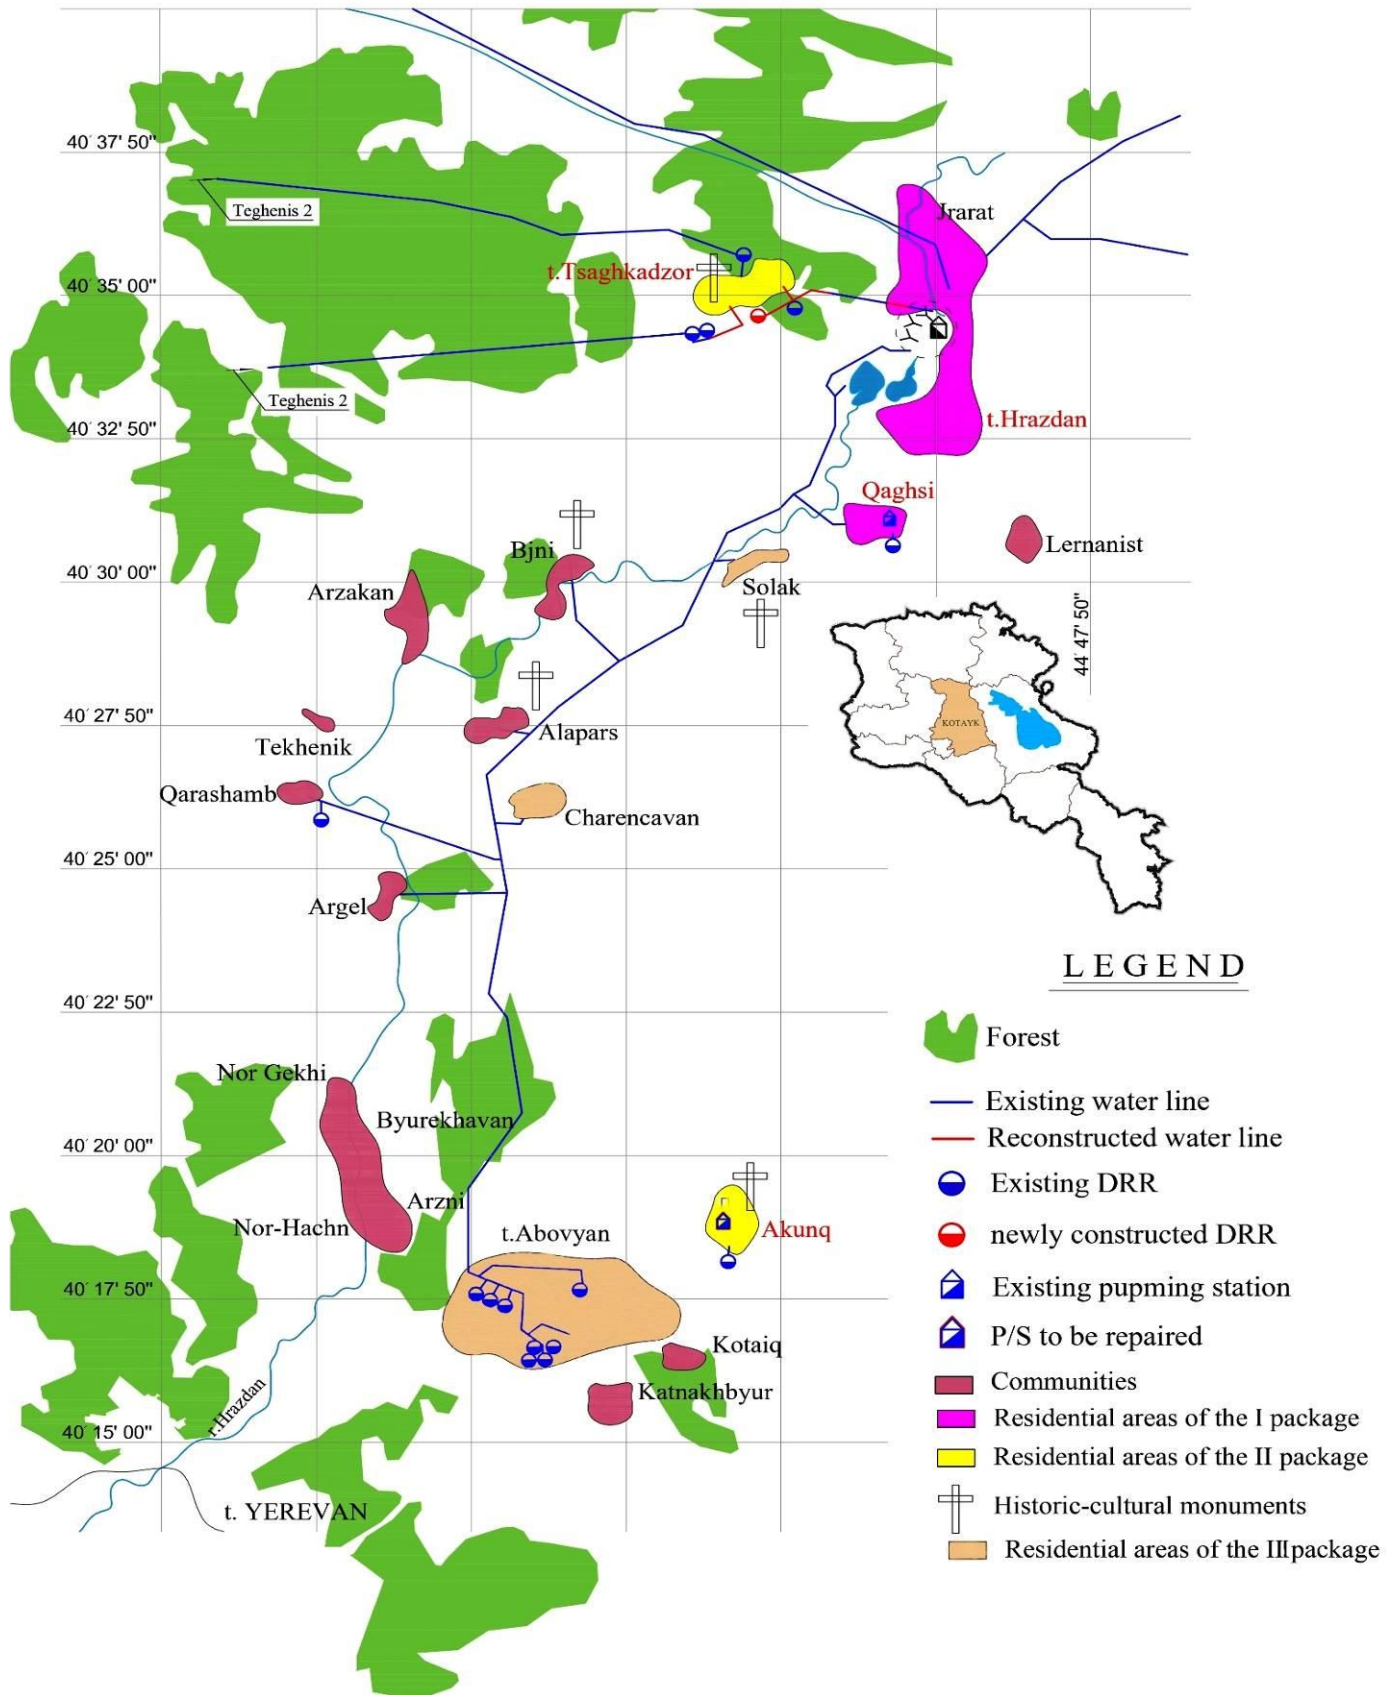 40° 37' 50"
Teghenis 2
Jrarat
t.Tsaghkadzor
40° 35' 00"
Teghenis 2
t.Hrazdan
40° 32' 50"
Qaghsi
Bjni
Lernanist
40° 30' 00"
Arzakan
Solak
44° 47' 50"
40° 27' 50"
KOTAYK
Alapars
Tekhenik
Qarashamb
Charencavan
40° 25' 00"
Argel
LEGEND
40° 22' 50"
Forest
Nor Gekhi
Existing water line
Byurekhavan
Reconstructed water line
40° 20' 00"
Existing DRR
Arzni
Nor-Hachn
t.Abovyan
Akunq
newly constructed DRR
40° 17' 50"
Existing pupming station
P/S to be repaired
Kotaiq
Communities
Katnakhbyur
r.Hrazdan
Residential areas of the I package
40° 15' 00"
Residential areas of the II package
t. YEREVAN
Historic-cultural monuments
Residential areas of the III package